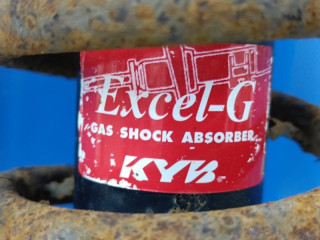 Excel-G
GAS SHOCK ABSORBER
KYB